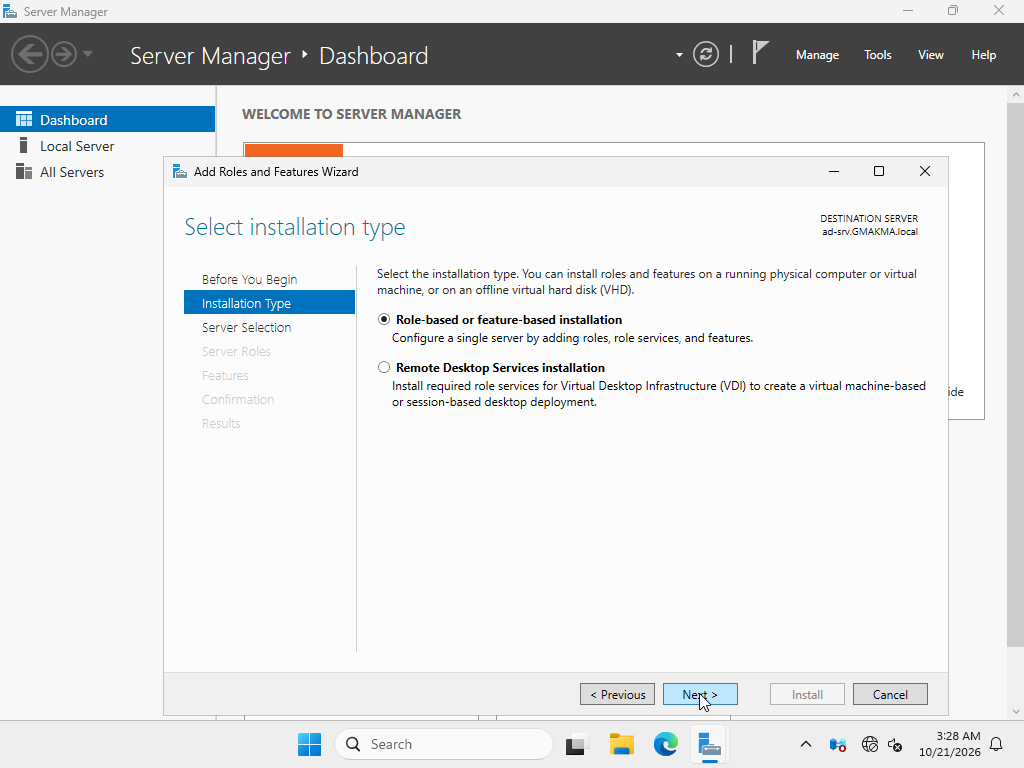 Server Manager
Server Manager ‣ Dashboard
Manage
Tools
View
Help
Dashboard
Local Server
All Servers
WELCOME TO SERVER MANAGER
Add Roles and Features Wizard
Select installation type
DESTINATION SERVER
ad-srv.GMAKMA.local
Before You Begin
Installation Type
Server Selection
Server Roles
Features
Confirmation
Results
Select the installation type. You can install roles and features on a running physical computer or virtual
machine, or on an offline virtual hard disk (VHD).
Role-based or feature-based installation
Configure a single server by adding roles, role services, and features.
Remote Desktop Services installation
Install required role services for Virtual Desktop Infrastructure (VDI) to create a virtual machine-based
or session-based desktop deployment.
ide
< Previous
Next >
Install
Cancel
Search
3:28 AM
10/21/2026